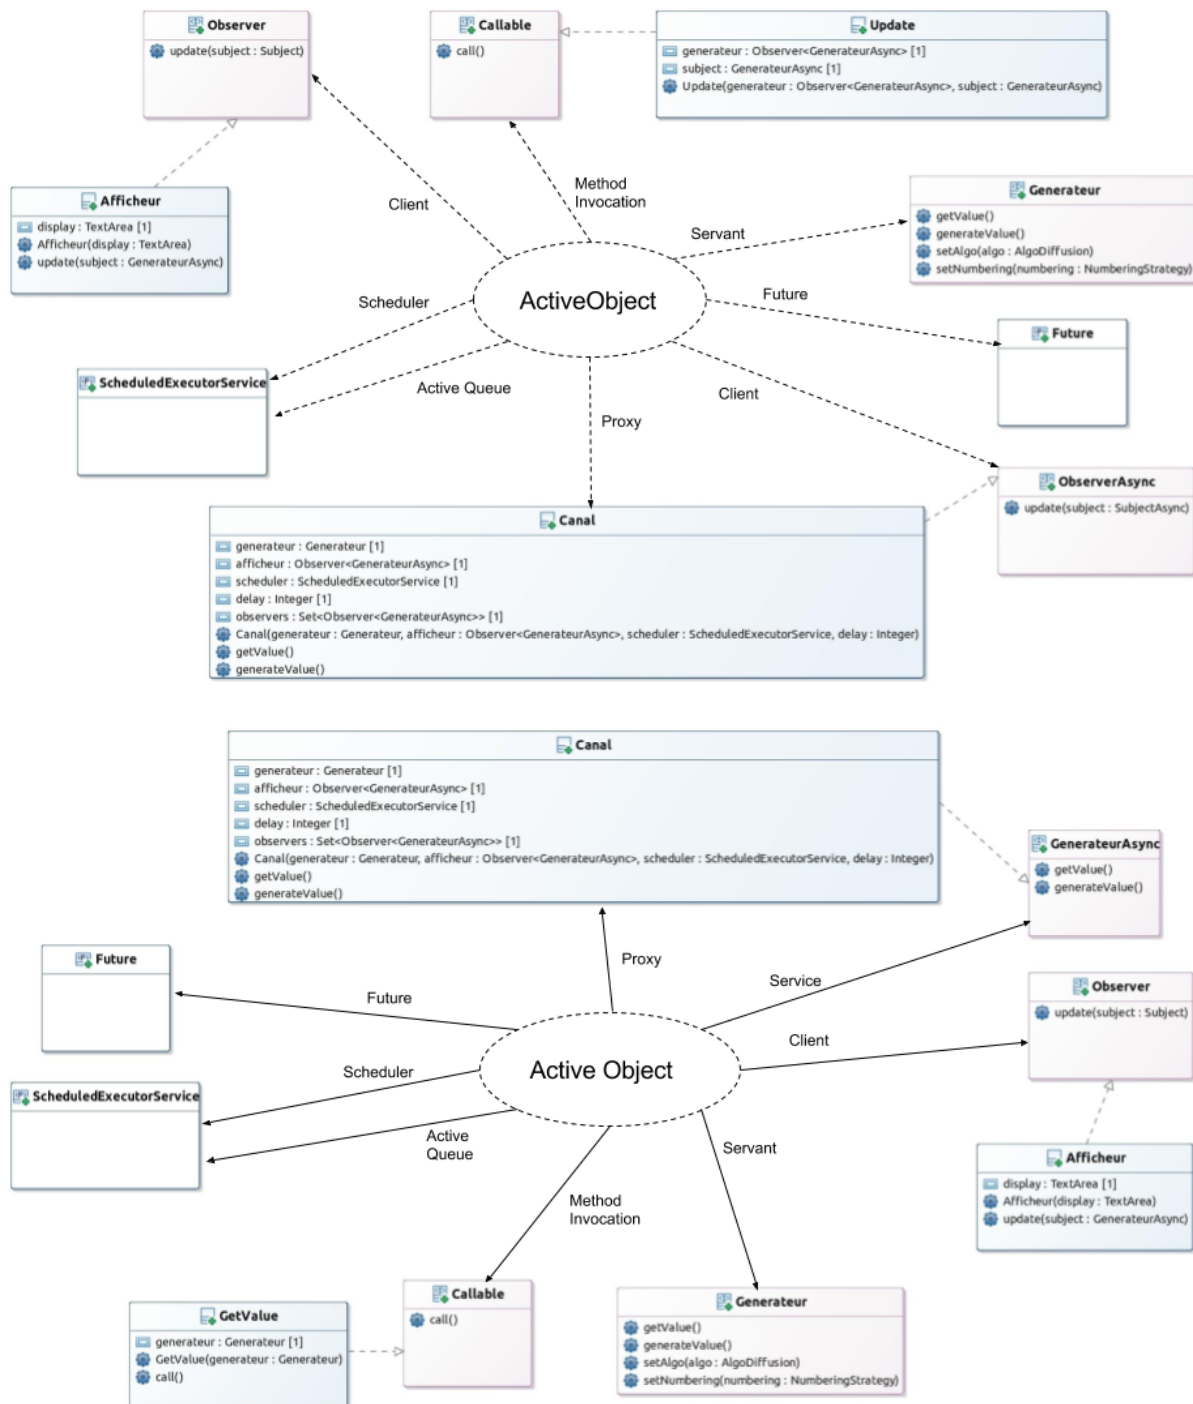 Observer
update(subject : Subject)
Callable
call()
Update
generateur : Observer<GenerateurAsync> [1]
subject : GenerateurAsync [1]
Update(generateur : Observer<GenerateurAsync>, subject : GenerateurAsync)
Afficheur
display : TextArea [1]
Afficheur(display : TextArea)
update(subject : GenerateurAsync)
Client
Method
Invocation
Servant
Generateur
getValue()
generateValue()
setAlgo(algo : AlgoDiffusion)
setNumbering(numbering : NumberingStrategy)
ActiveObject
Scheduler
Future
Future
ScheduledExecutorService
Active Queue
Proxy
Client
ObserverAsync
update(subject : SubjectAsync)
Canal
generateur : Generateur [1]
afficheur : Observer<GenerateurAsync> [1]
scheduler : ScheduledExecutorService [1]
delay : Integer [1]
observers : Set<Observer<GenerateurAsync>> [1]
Canal(generateur : Generateur, afficheur : Observer<GenerateurAsync>, scheduler : ScheduledExecutorService, delay : Integer)
getValue()
generateValue()
Canal
generateur : Generateur [1]
afficheur : Observer<GenerateurAsync> [1]
scheduler : ScheduledExecutorService [1]
delay : Integer [1]
observers : Set<Observer<GenerateurAsync>> [1]
Canal(generateur : Generateur, afficheur : Observer<GenerateurAsync>, scheduler : ScheduledExecutorService, delay : Integer)
getValue()
generateValue()
GenerateurAsync
getValue()
generateValue()
Future
Future
Proxy
Service
Observer
update(subject : Subject)
Client
Active Object
Scheduler
ScheduledExecutorService
Active
Queue
Servant
Method
Invocation
Afficheur
display : TextArea [1]
Afficheur(display : TextArea)
update(subject : GenerateurAsync)
GetValue
generateur : Generateur [1]
GetValue(generateur : Generateur)
call()
Callable
call()
Generateur
getValue()
generateValue()
setAlgo(algo : AlgoDiffusion)
setNumbering(numbering : NumberingStrategy)